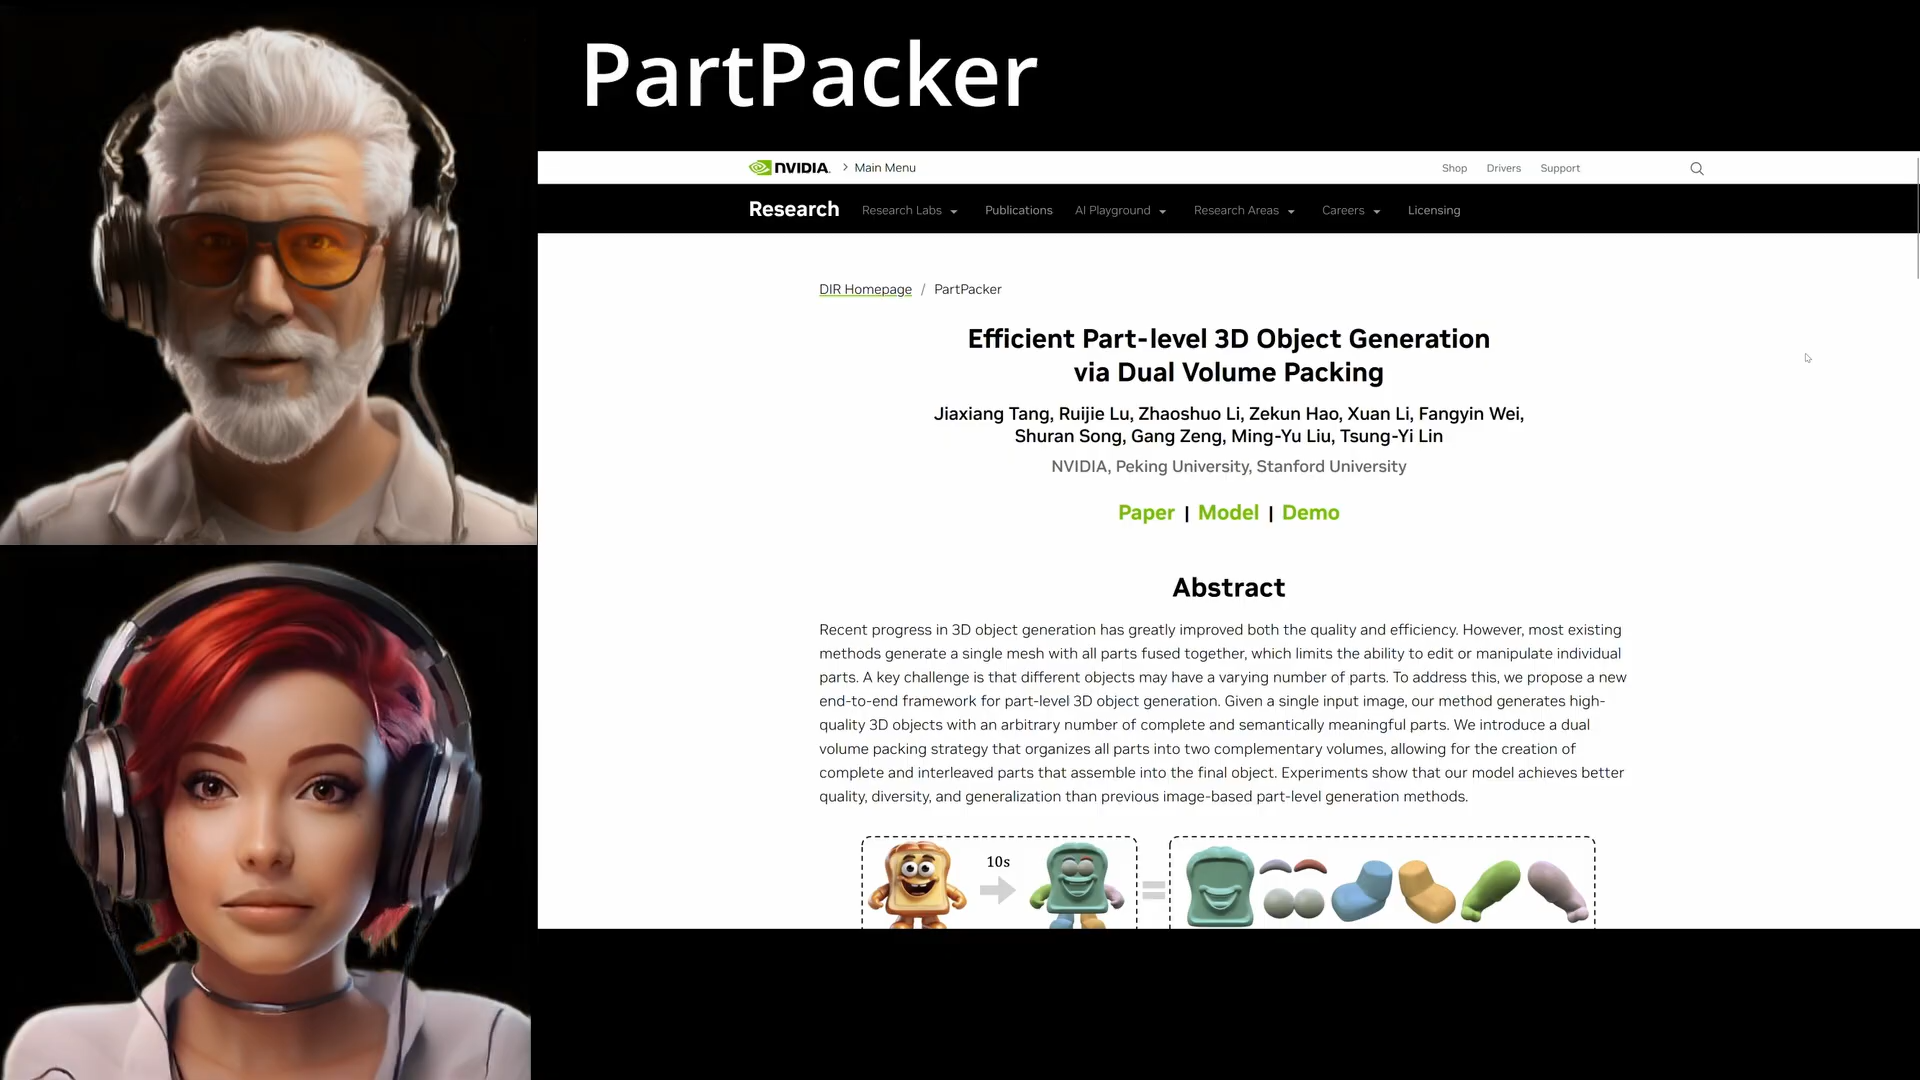 PartPacker
NVIDIA. Main Menu Shop Drivers Support
Research Research Labs Publications AI Playground Research Areas Careers Licensing
DIR Homepage / PartPacker
Efficient Part-level 3D Object Generation
via Dual Volume Packing
Jiaxiang Tang, Ruijie Lu, Zhaoshuo Li, Zekun Hao, Xuan Li, Fangyin Wei,
Shuran Song, Gang Zeng, Ming-Yu Liu, Tsung-Yi Lin
NVIDIA, Peking University, Stanford University
Paper | Model | Demo
Abstract
Recent progress in 3D object generation has greatly improved both the quality and efficiency. However, most existing
methods generate a single mesh with all parts fused together, which limits the ability to edit or manipulate individual
parts. A key challenge is that different objects may have a varying number of parts. To address this, we propose a new
end-to-end framework for part-level 3D object generation. Given a single input image, our method generates high-
quality 3D objects with an arbitrary number of complete and semantically meaningful parts. We introduce a dual
volume packing strategy that organizes all parts into two complementary volumes, allowing for the creation of
complete and interleaved parts that assemble into the final object. Experiments show that our model achieves better
quality, diversity, and generalization than previous image-based part-level generation methods.
10s